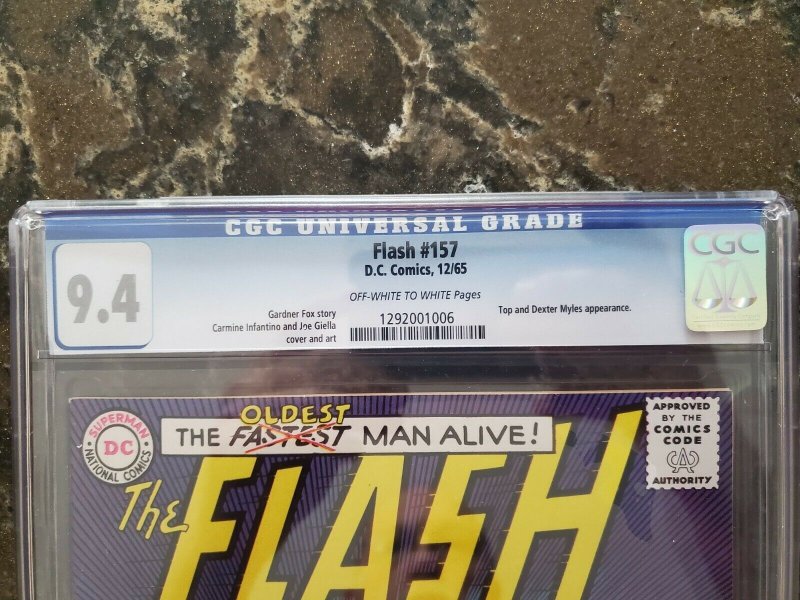 CGC UNIVERSAL GRADE
9.4
Flash #157
D.C. Comics, 12/65
OFF-WHITE TO WHITE Pages
Gardner Fox story
Carmine Infantino and Joe Giella
cover and art
1292001006
Top and Dexter Myles appearance.
CGC
SUPERMAN
DC
NATIONAL COMICS
OLDEST
THE FASTEST MAN ALIVE!
The
FLASH
APPROVED
BY THE
COMICS
CODE
CA
AUTHORITY